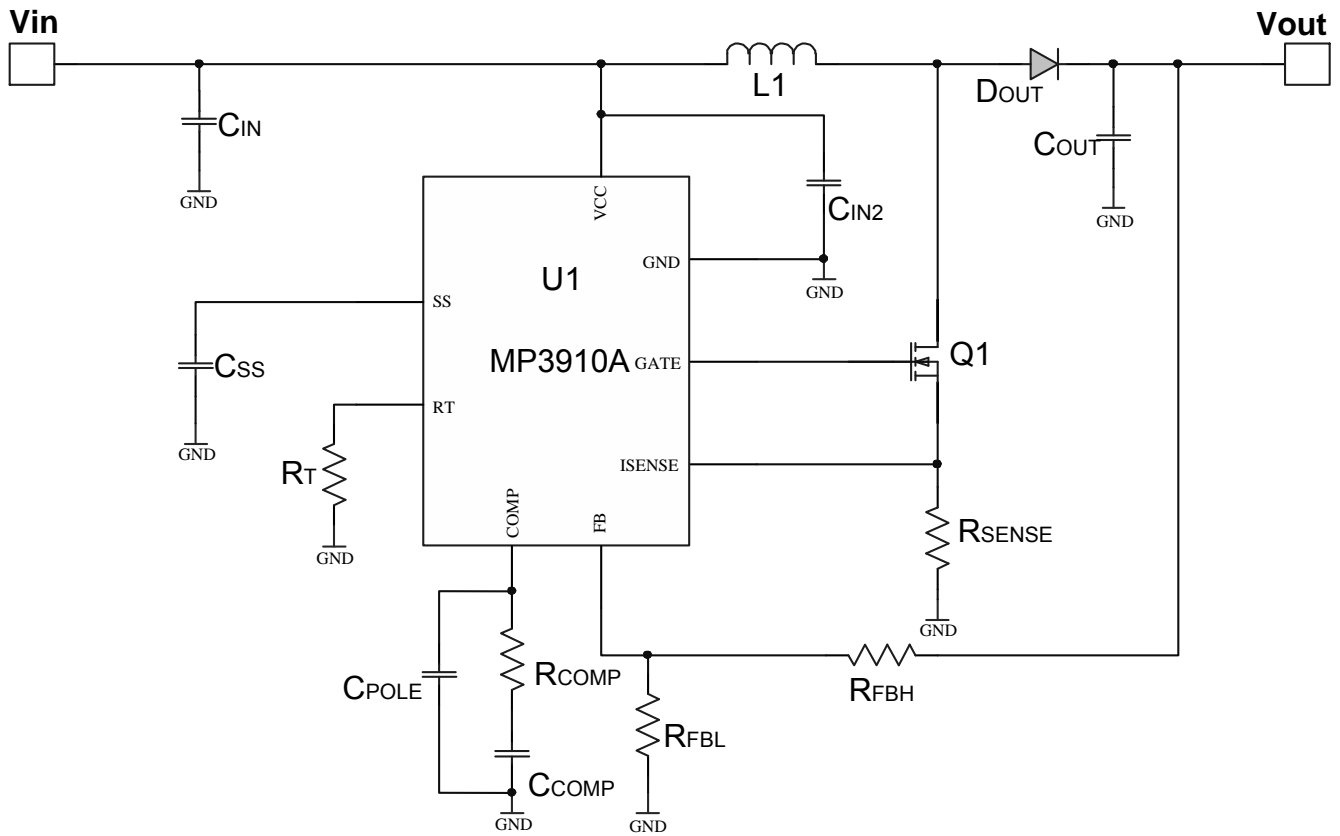 Vin
Vout
L1
DOUT
CIN
COUT
GND
VCC
CIN2
GND
GND
U1
GND
SS
CSS
MP3910A
GATE
Q1
RT
GND
RT
ISENSE
COMP
FB
RSENSE
GND
GND
CPOLE
RCOMP
RFBH
RFBL
CCOMP
GND
GND